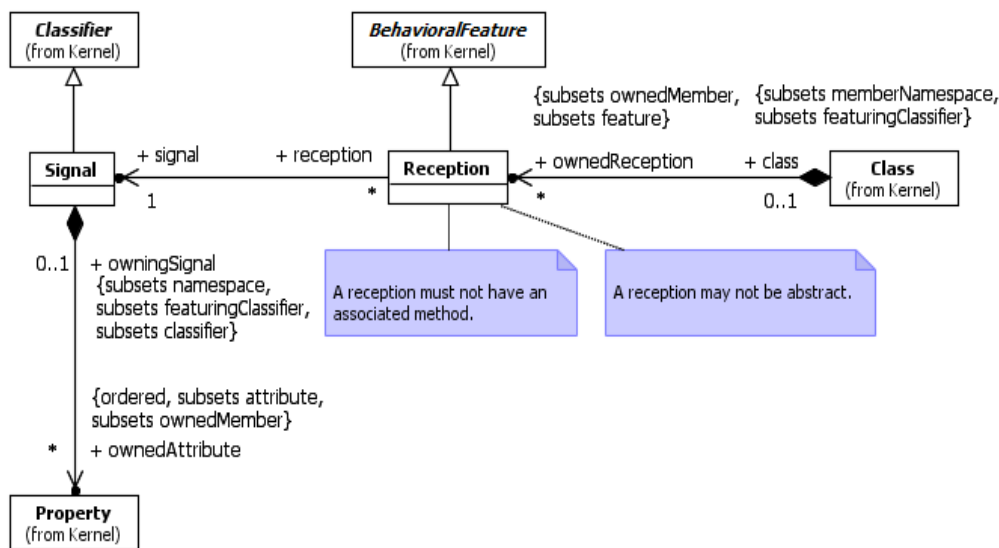 Classifier
(from Kernel)
BehavioralFeature
(from Kernel)
{subsets ownedMember,
subsets feature}
{subsets memberNamespace,
subsets featuringClassifier}
Signal
+ signal
1
+ reception
*
Reception
+ ownedReception
*
+ class
0..1
Class
(from Kernel)
0..1
+ owningSignal
{subsets namespace,
subsets featuringClassifier,
subsets classifier}
A reception must not have an
associated method.
A reception may not be abstract.
{ordered, subsets attribute,
subsets ownedMember}
*
+ ownedAttribute
Property
(from Kernel)